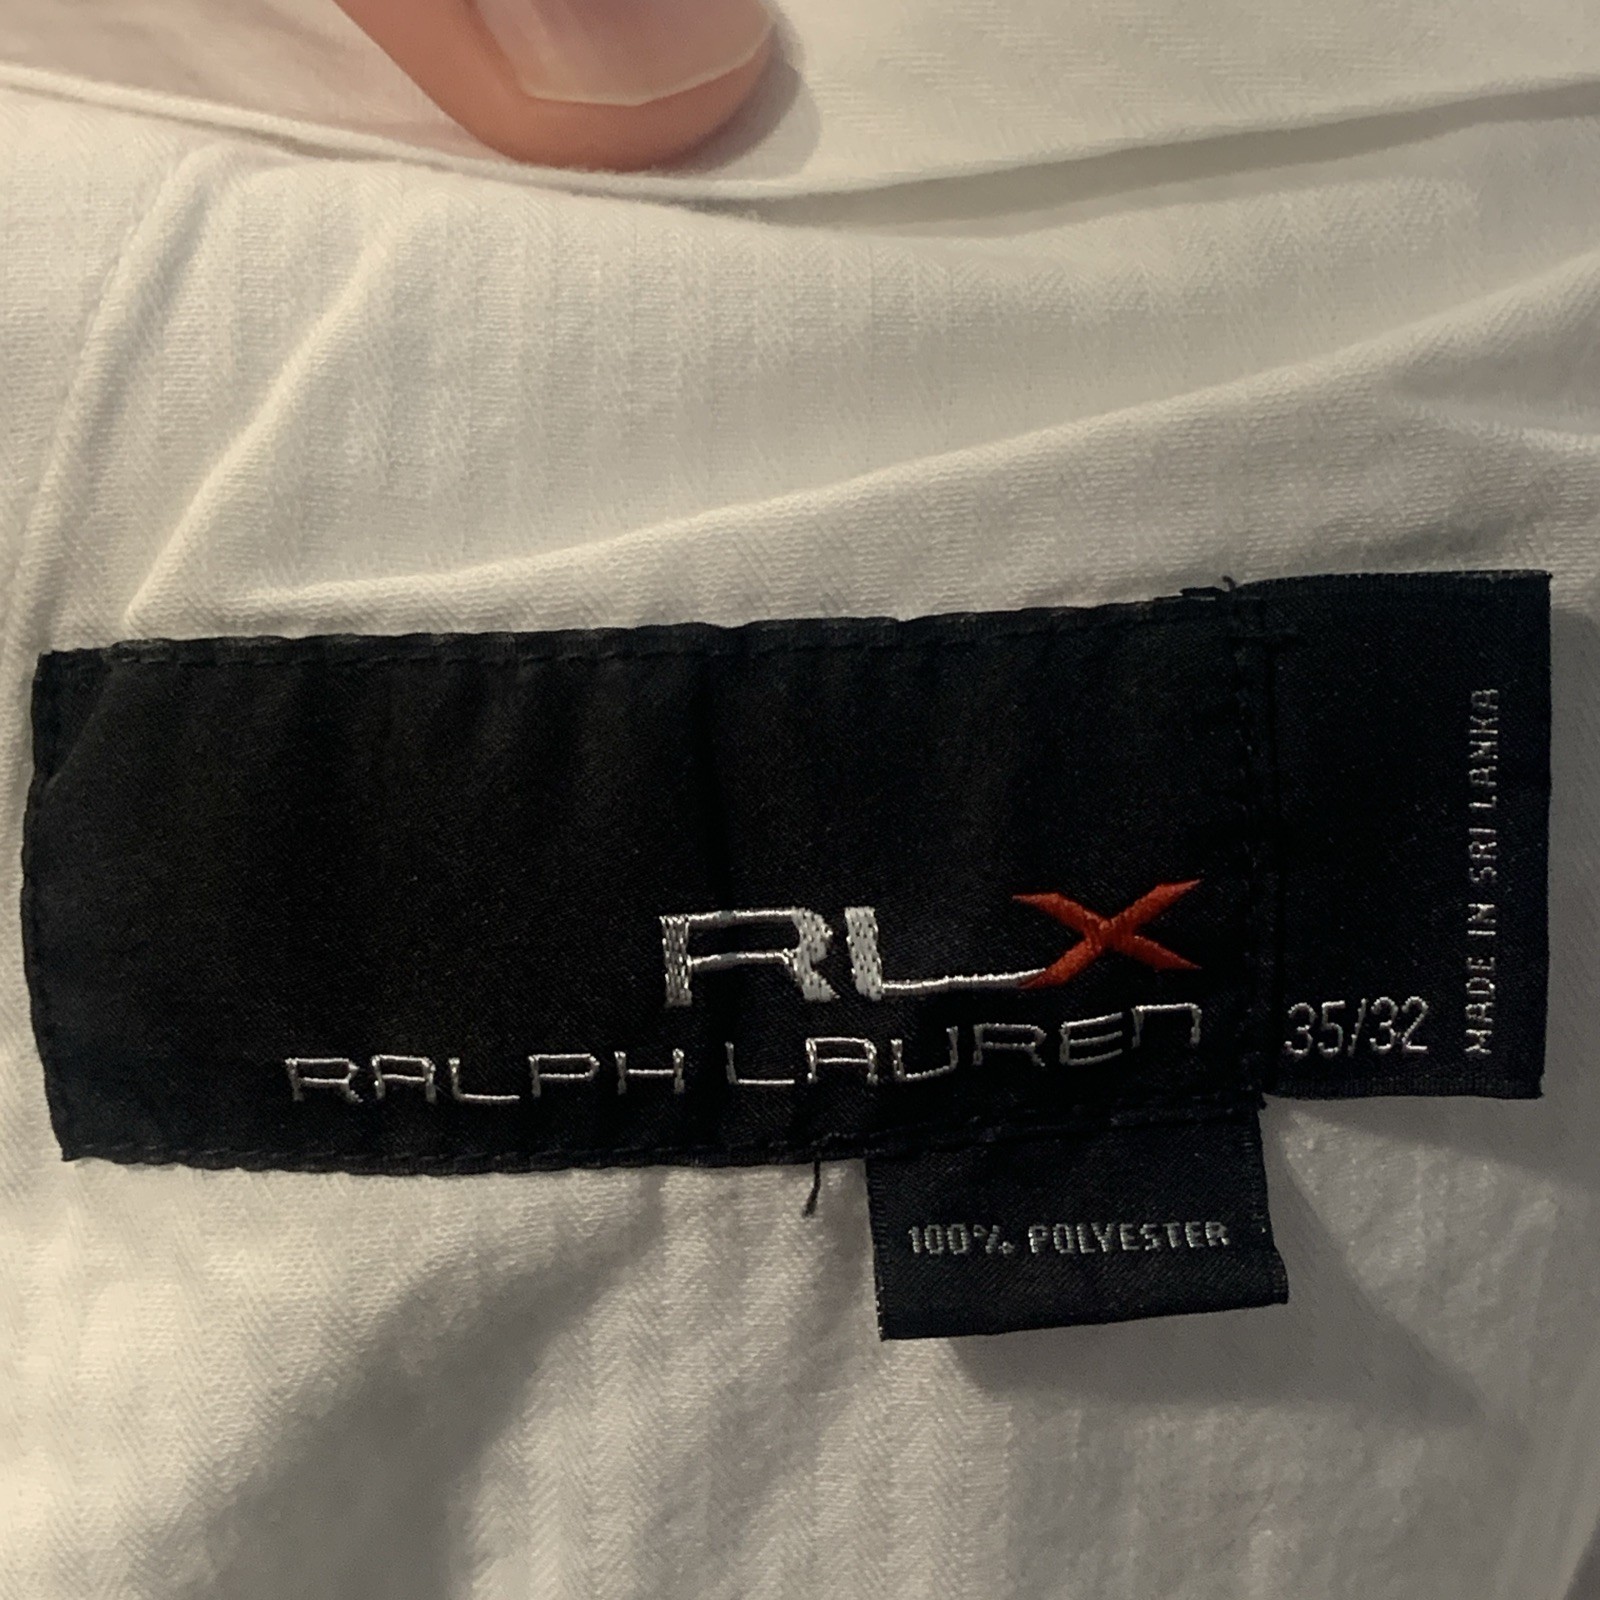 RLX
RALPH LAUREN
35/32
MADE IN SRI LANKA
100% POLYESTER